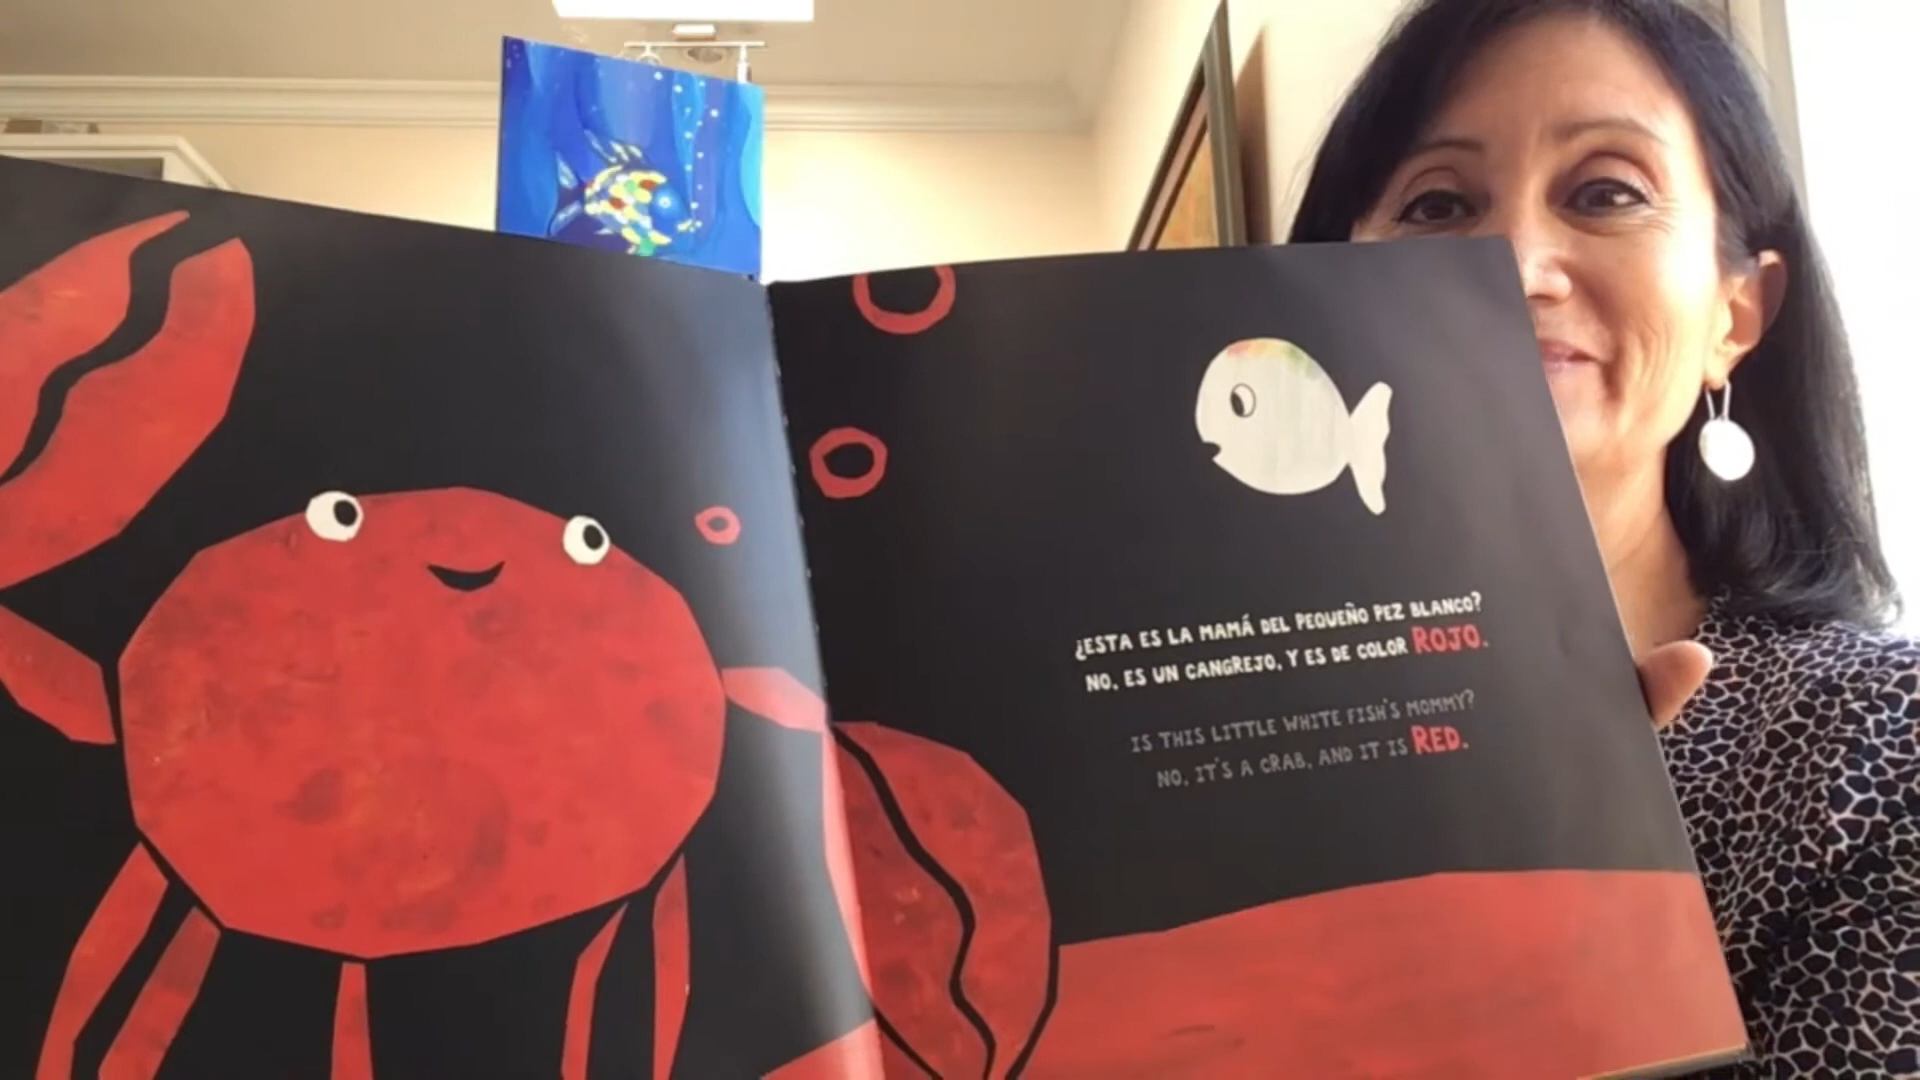 ¿ESTA ES LA MAMÁ DEL PEQUEÑO PEZ BLANCO?
NO, ES UN CANGREJO, Y ES DE COLOR ROJO.
IS THIS LITTLE WHITE FISH'S MOMMY?
NO, IT'S A CRAB, AND IT IS RED.